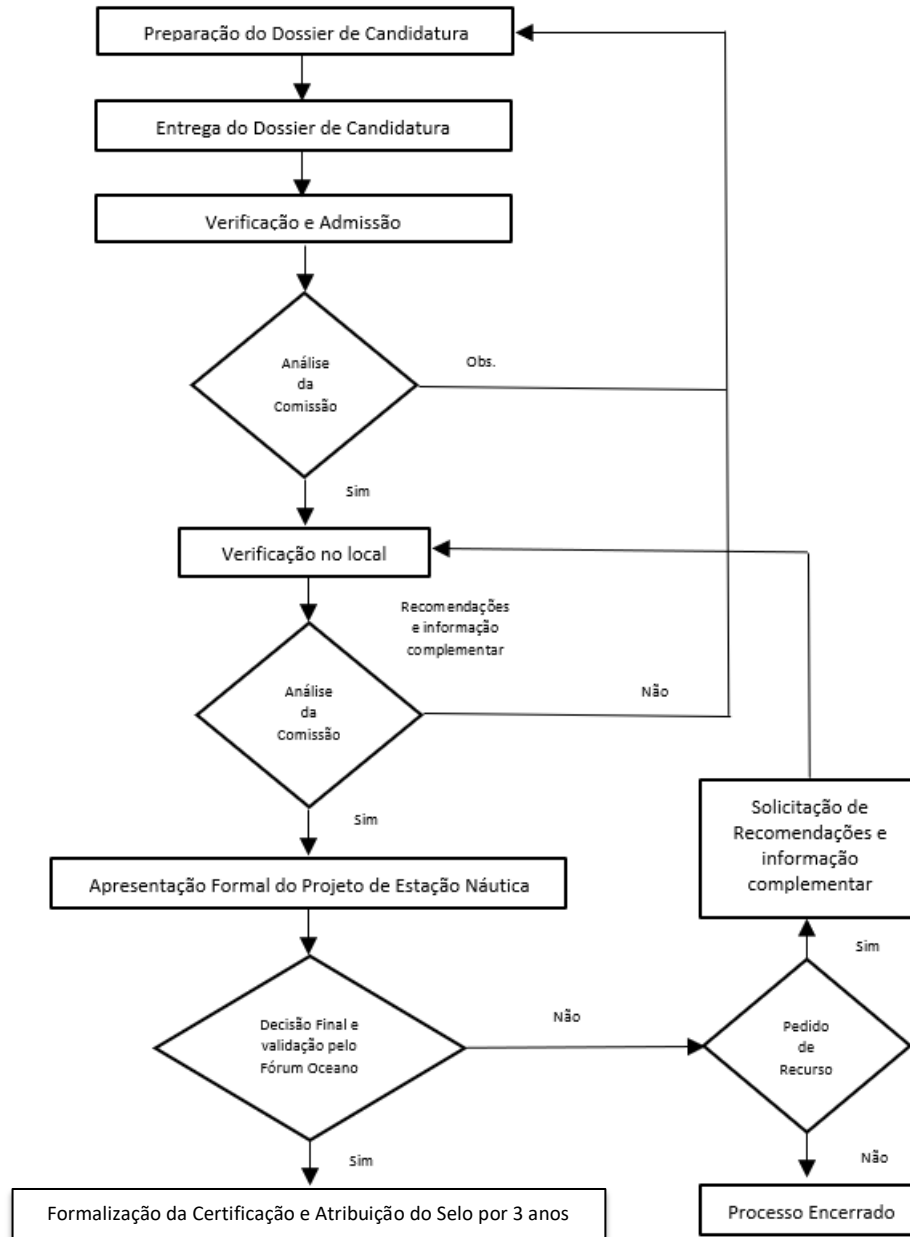 Preparação do Dossier de Candidatura
Entrega do Dossier de Candidatura
Verificação e Admissão
Análise
da
Comissão
Obs.
Sim
Verificação no local
Recomendações
e informação
complementar
Análise
da
Comissão
Não
Sim
Solicitação de
Recomendações e
informação
complementar
Apresentação Formal do Projeto de Estação Náutica
Sim
Decisão Final e
validação pelo
Fórum Oceano
Não
Pedido
de
Recurso
Sim
Não
Formalização da Certificação e Atribuição do Selo por 3 anos
Processo Encerrado